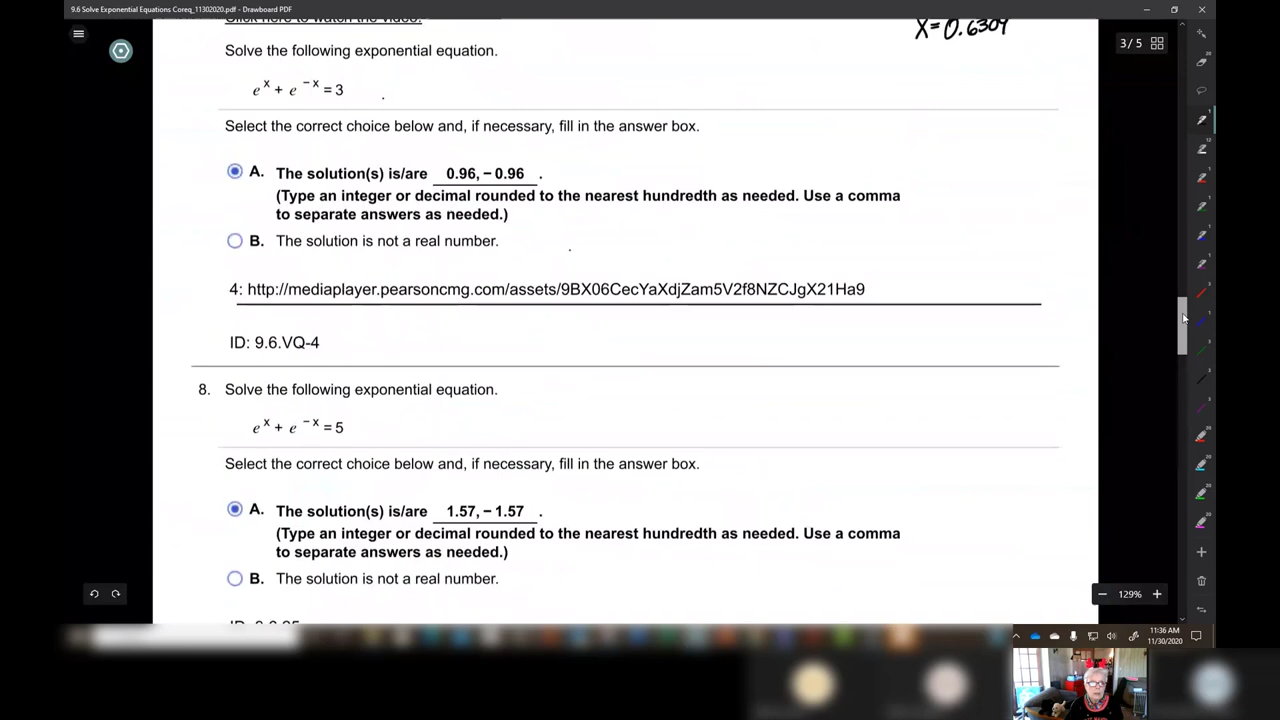 9.6 Solve Exponential Equations Coreq_11302020.pdf - Drawboard PDF
Click here to watch the video.
X = 0.6309
3/5
Solve the following exponential equation.
e^x + e^-x = 3
Select the correct choice below and, if necessary, fill in the answer box.
A. The solution(s) is/are 0.96, - 0.96 .
(Type an integer or decimal rounded to the nearest hundredth as needed. Use a comma
to separate answers as needed.)
B. The solution is not a real number.
4: http://mediaplayer.pearsoncmg.com/assets/9BX06CecYaXdjZam5V2f8NZCJgX21Ha9
ID: 9.6.VQ-4
8. Solve the following exponential equation.
e^x + e^-x = 5
Select the correct choice below and, if necessary, fill in the answer box.
A. The solution(s) is/are 1.57, - 1.57 .
(Type an integer or decimal rounded to the nearest hundredth as needed. Use a comma
to separate answers as needed.)
B. The solution is not a real number.
129%
11:36 AM
11/30/2020